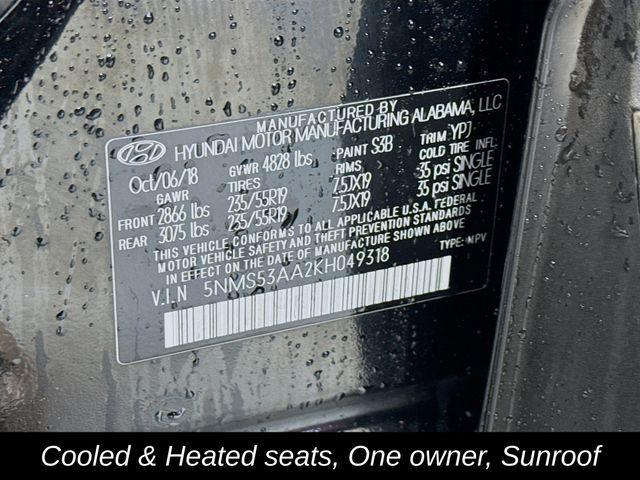 MANUFACTURED BY
HYUNDAI MOTOR MANUFACTURING ALABAMA, LLC
Oct/06/18 GVWR 4828 lbs PAINT S3B TRIM YPJ
GAWR TIRES RIMS COLD TIRE INFL.
FRONT 2866 lbs 235/55R19 7.5JX19 35 psi SINGLE
REAR 3075 lbs 235/55R19 7.5JX19 35 psi SINGLE
THIS VEHICLE CONFORMS TO ALL APPLICABLE U.S.A. FEDERAL
MOTOR VEHICLE SAFETY AND THEFT PREVENTION STANDARDS
IN EFFECT ON THE DATE OF MANUFACTURE SHOWN ABOVE.
V.I.N 5NMS53AA2KH049318 TYPE: MPV
Cooled & Heated seats, One owner, Sunroof